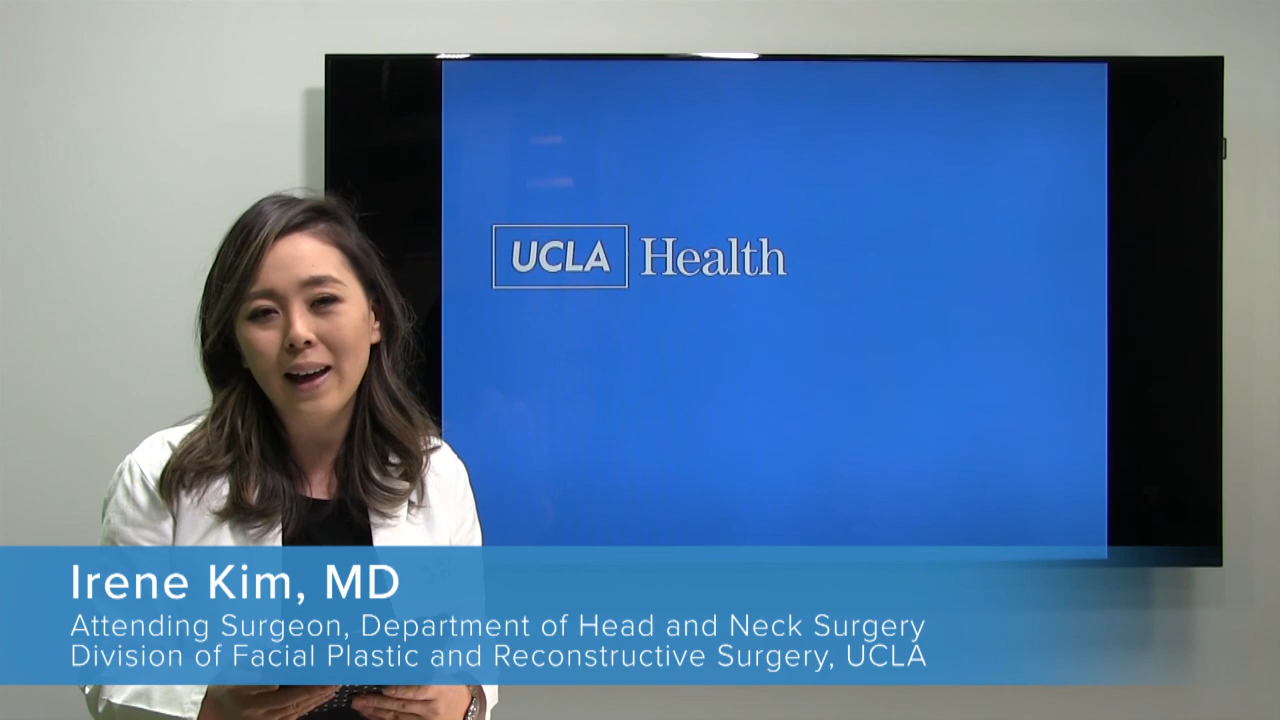 UCLA Health
Irene Kim, MD
Attending Surgeon, Department of Head and Neck Surgery
Division of Facial Plastic and Reconstructive Surgery, UCLA